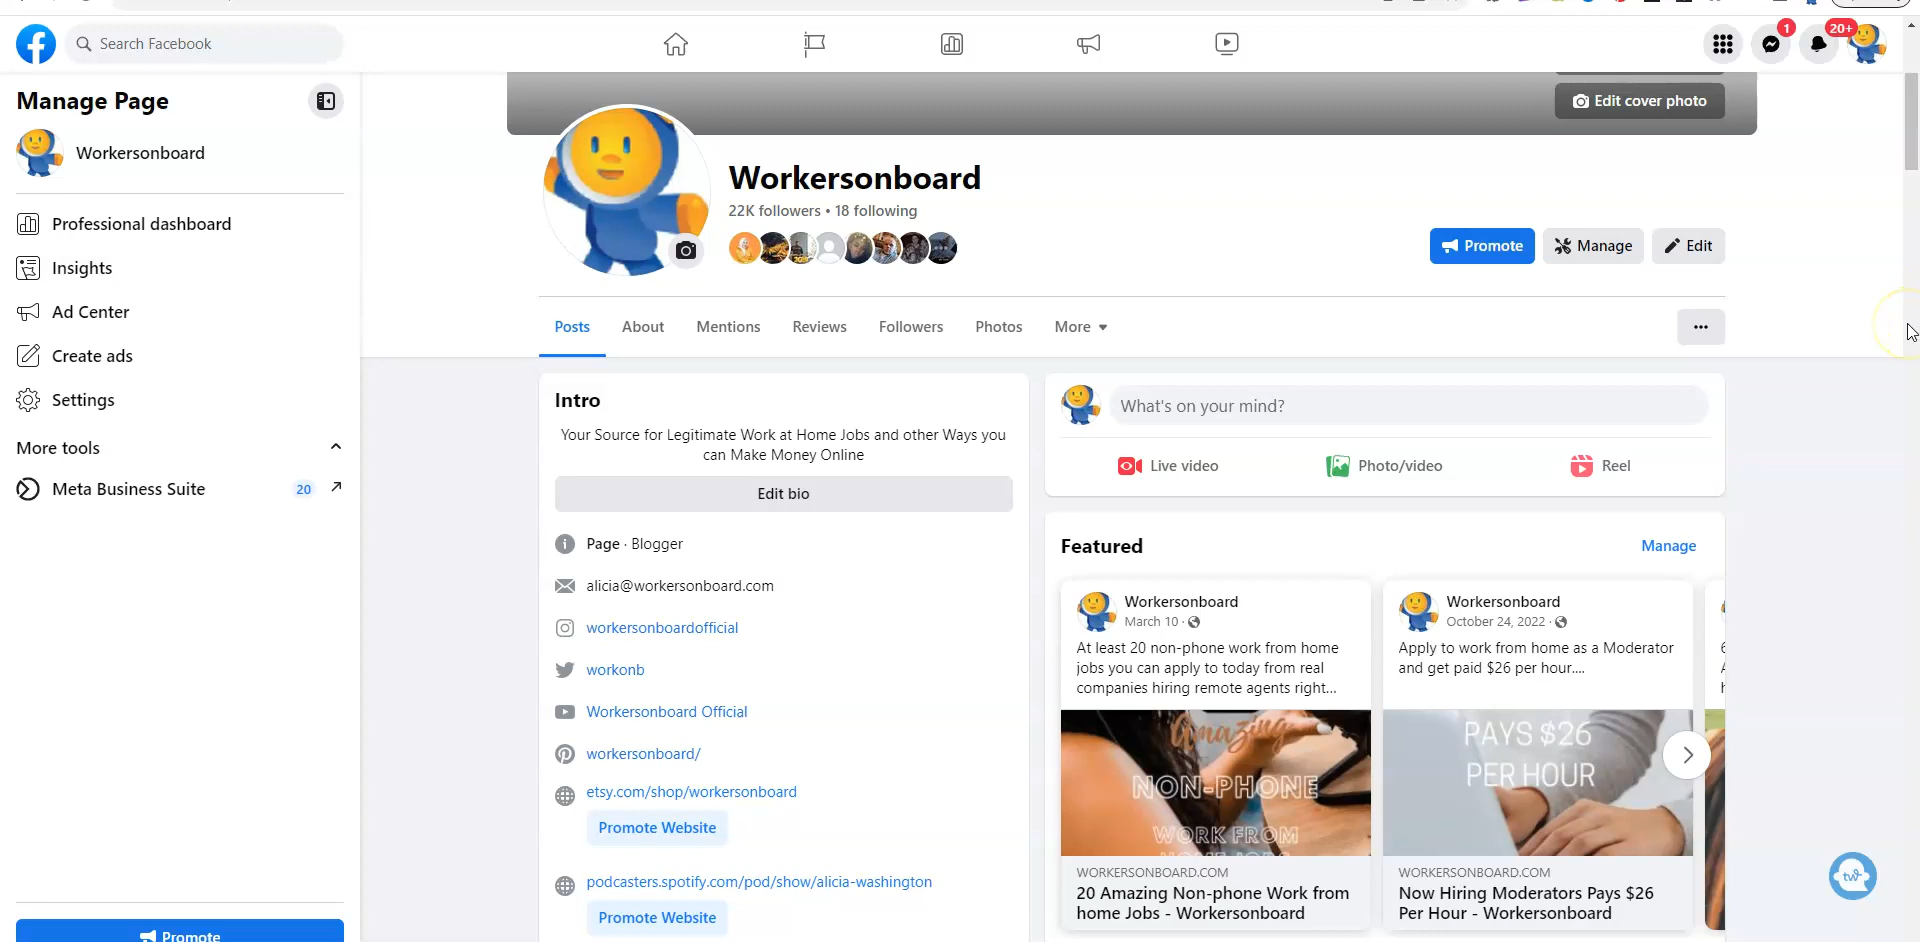 Search Facebook
1
20+
Manage Page
Workersonboard
Professional dashboard
Insights
Ad Center
Create ads
Settings
More tools
Meta Business Suite
20
Promote
Edit cover photo
Workersonboard
22K followers • 18 following
Promote
Manage
Edit
Posts
About
Mentions
Reviews
Followers
Photos
More
Intro
Your Source for Legitimate Work at Home Jobs and other Ways you
can Make Money Online
Edit bio
Page · Blogger
alicia@workersonboard.com
workersonboardofficial
workonb
Workersonboard Official
workersonboard/
etsy.com/shop/workersonboard
Promote Website
podcasters.spotify.com/pod/show/alicia-washington
Promote Website
What's on your mind?
Live video
Photo/video
Reel
Featured
Manage
Workersonboard
March 10 ·
At least 20 non-phone work from home
jobs you can apply to today from real
companies hiring remote agents right...
Amazing
NON-PHONE
WORK FROM
HOME JOBS
WORKERSONBOARD.COM
20 Amazing Non-phone Work from
home Jobs - Workersonboard
Workersonboard
October 24, 2022 ·
Apply to work from home as a Moderator
and get paid $26 per hour....
PAYS $26
PER HOUR
WORKERSONBOARD.COM
Now Hiring Moderators Pays $26
Per Hour - Workersonboard